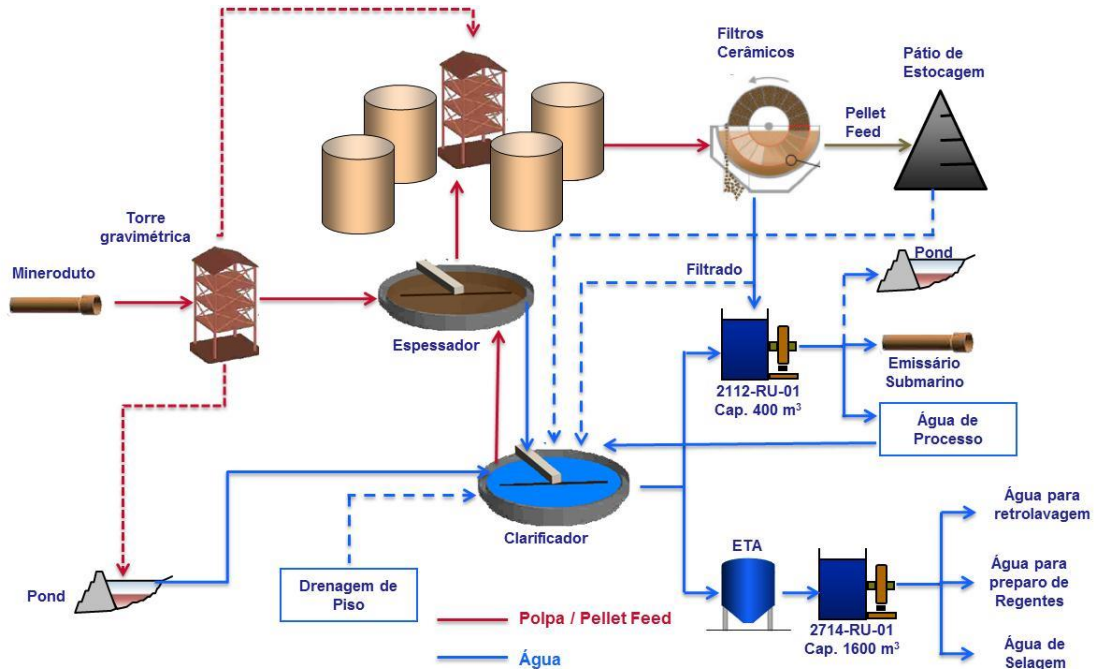 Filtros
Cerâmicos
Pátio de
Estocagem
Pellet
Feed
Torre
gravimétrica
Mineroduto
Filtrado
Pond
Espessador
2112-RU-01
Cap. 400 m³
Emissário
Submarino
Água de
Processo
Clarificador
Água para
retrolavagem
ETA
Pond
Drenagem de
Piso
Água para
preparo de
Regentes
Polpa / Pellet Feed
2714-RU-01
Cap. 1600 m³
Água de
Selagem
Água